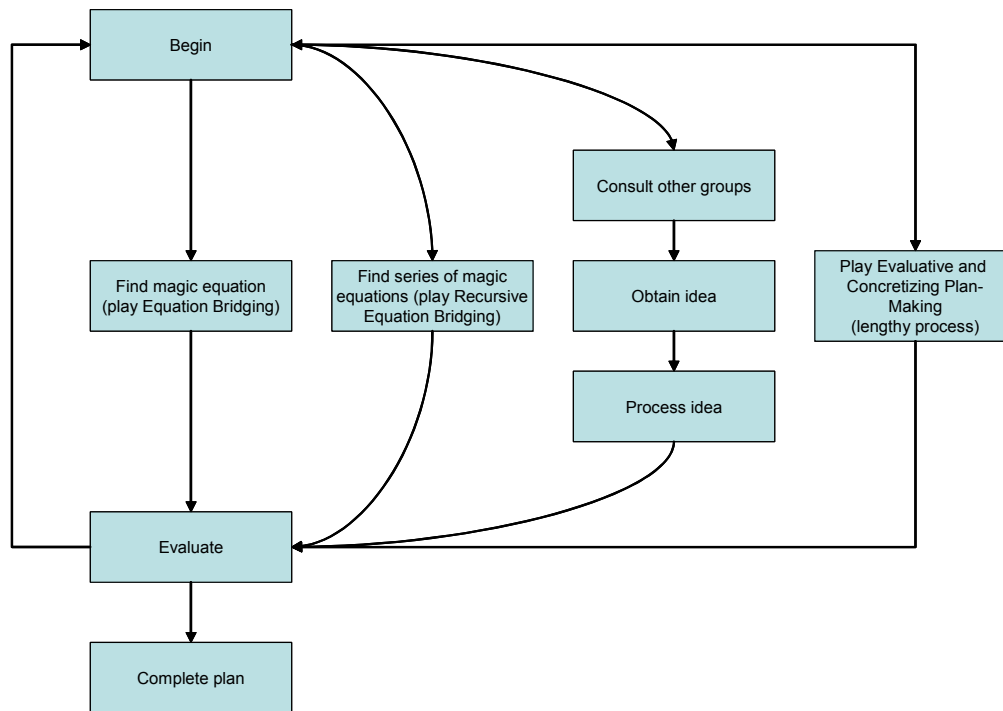 Begin
Consult other groups
Find magic equation
(play Equation Bridging)
Find series of magic
equations (play Recursive
Equation Bridging)
Obtain idea
Play Evaluative and
Concretizing Plan-
Making
(lengthy process)
Process idea
Evaluate
Complete plan